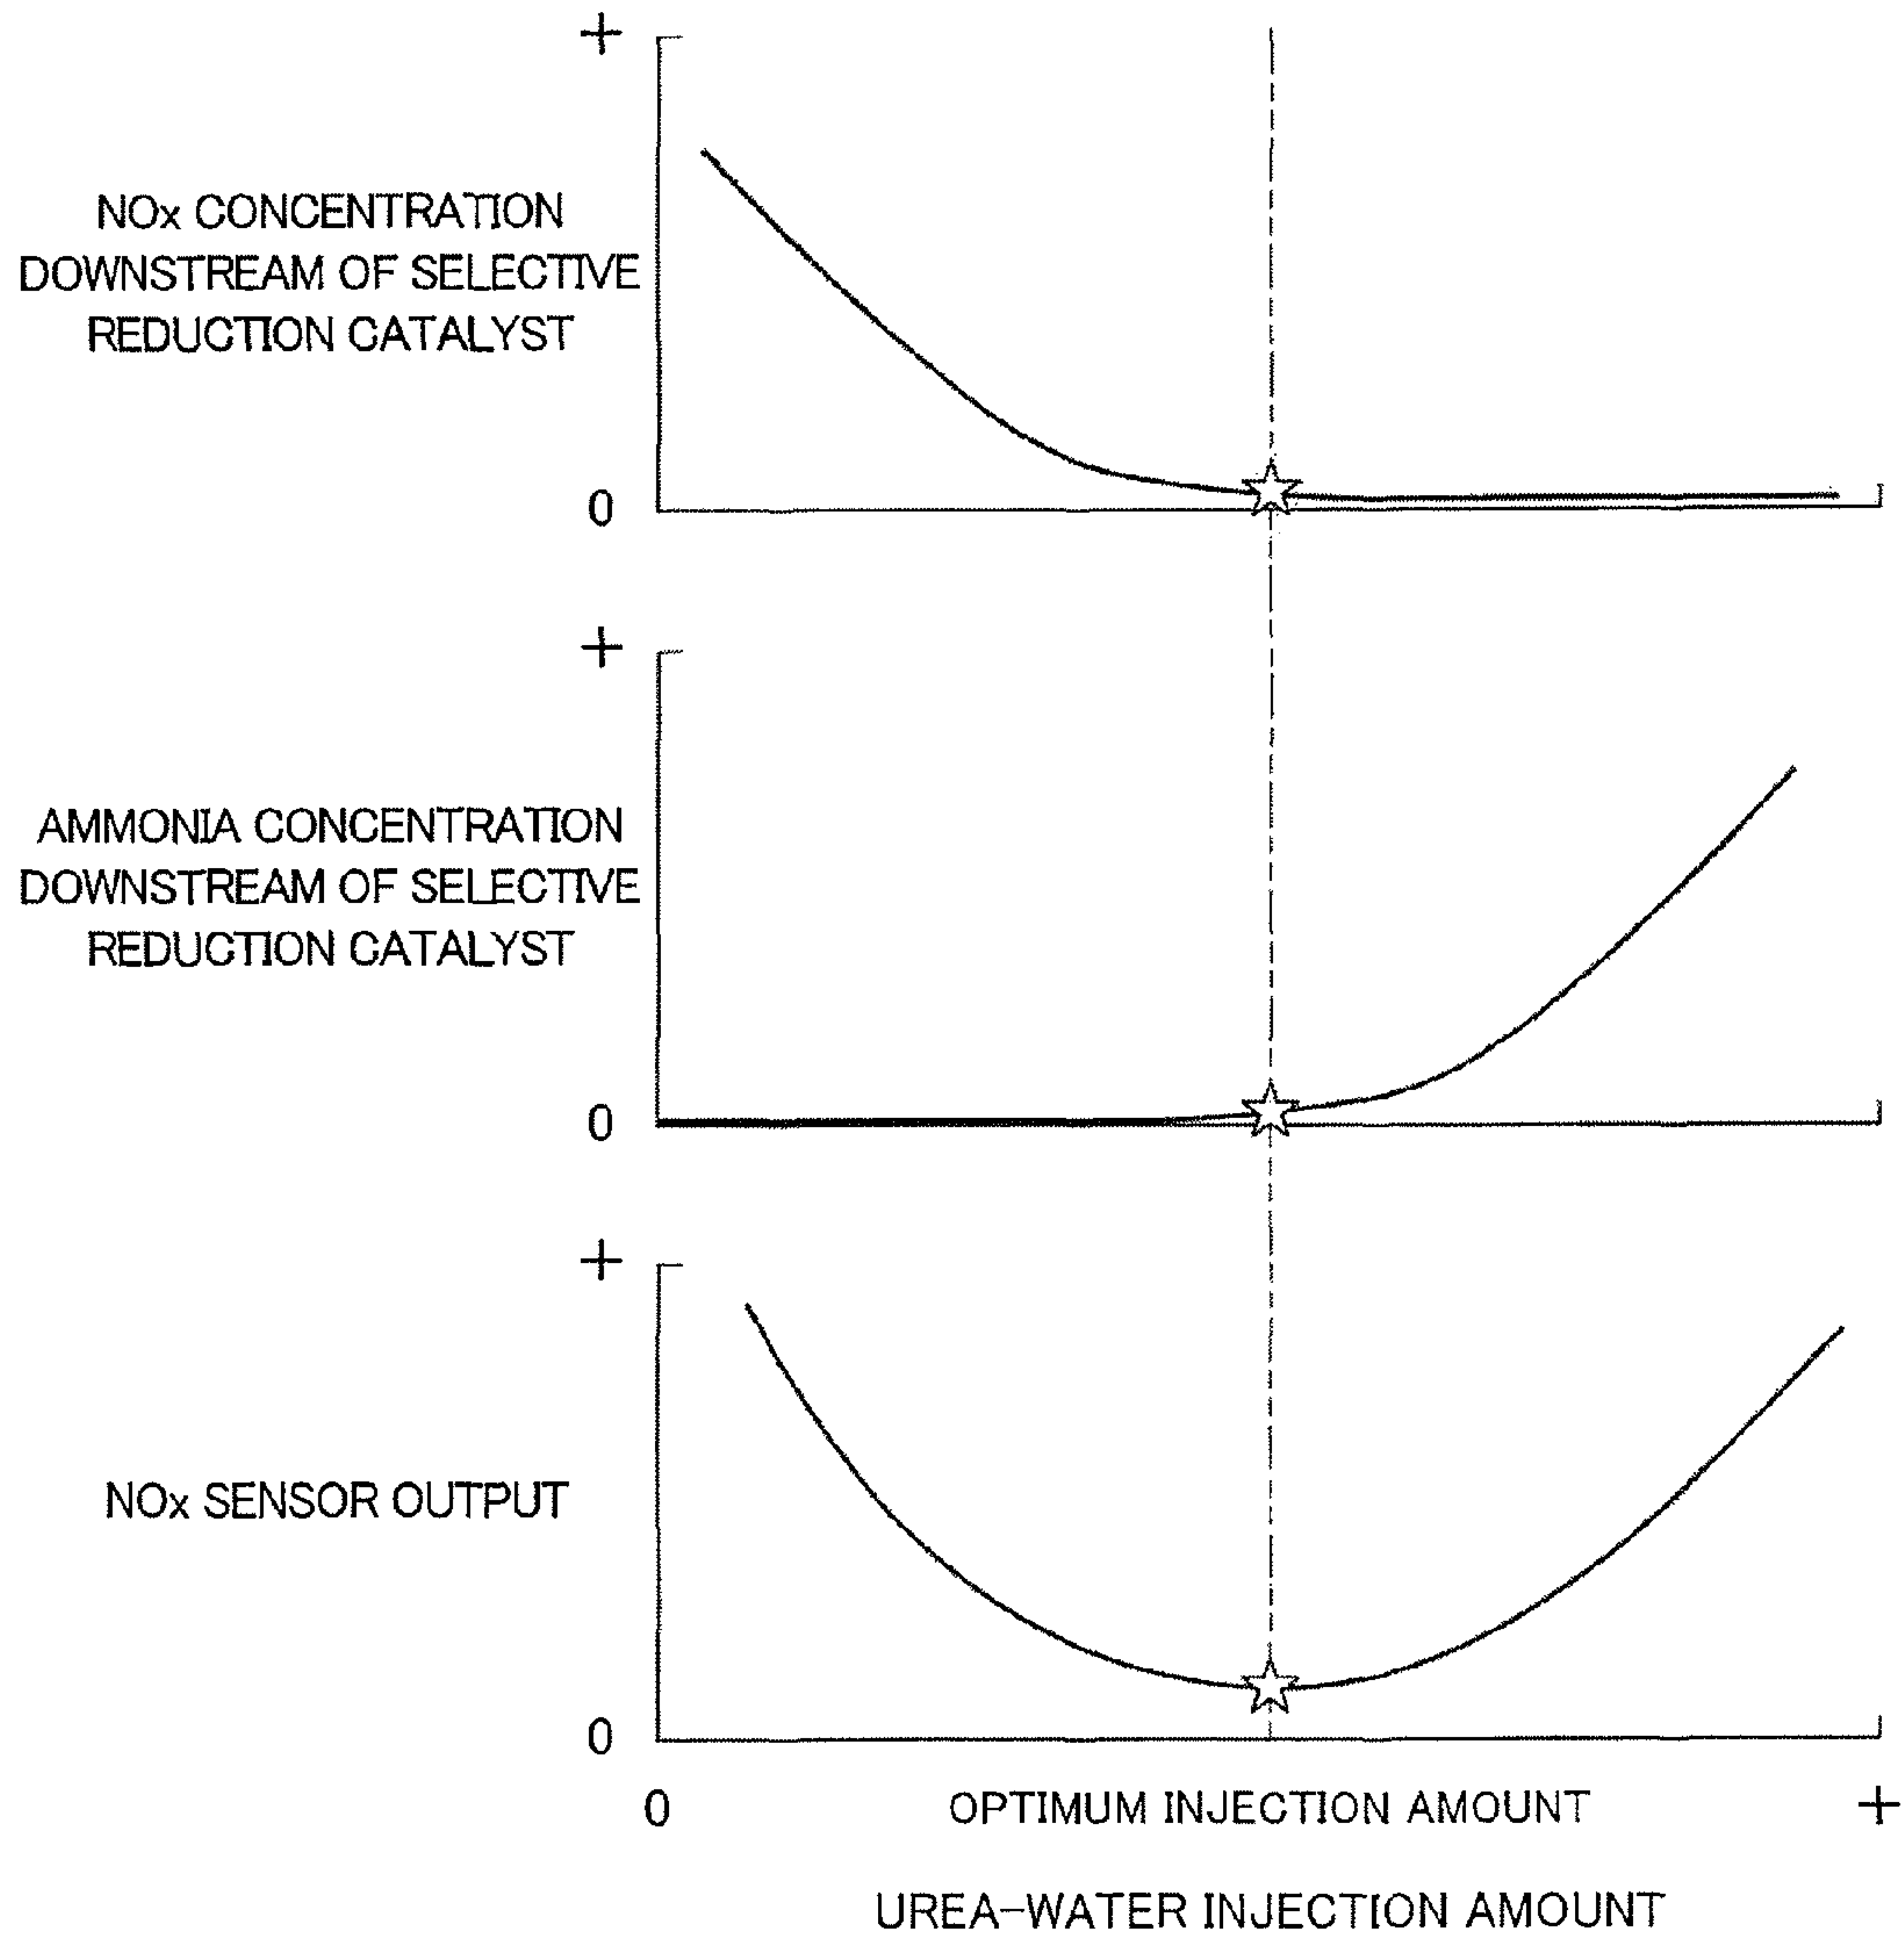 +
NOx CONCENTRATION
DOWNSTREAM OF SELECTIVE
REDUCTION CATALYST
0
+
AMMONIA CONCENTRATION
DOWNSTREAM OF SELECTIVE
REDUCTION CATALYST
0
+
NOx SENSOR OUTPUT
0
0 OPTIMUM INJECTION AMOUNT +
UREA-WATER INJECTION AMOUNT